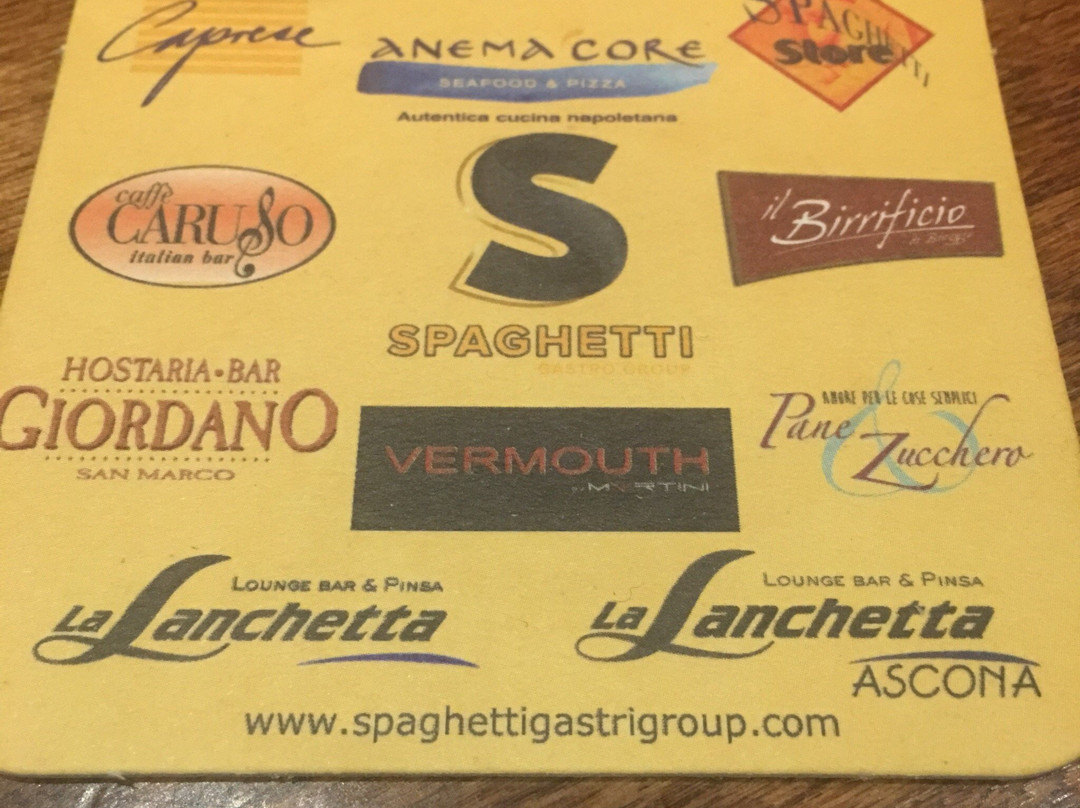 Caprese
ANEMA CORE
SEAFOOD & PIZZA
Autentica cucina napoletana
SPAGHETTI
Store
caffè
CARUSO
italian bar
S
SPAGHETTI
GASTRO GROUP
il Birrificio
HOSTARIA•BAR
GIORDANO
SAN MARCO
VERMOUTH
MARTINI
AMORE PER LE COSE SEMPLICI
Pane & Zucchero
LOUNGE BAR & PINSA
La Lanchetta
LOUNGE BAR & PINSA
La Lanchetta
ASCONA
www.spaghettigastrigroup.com